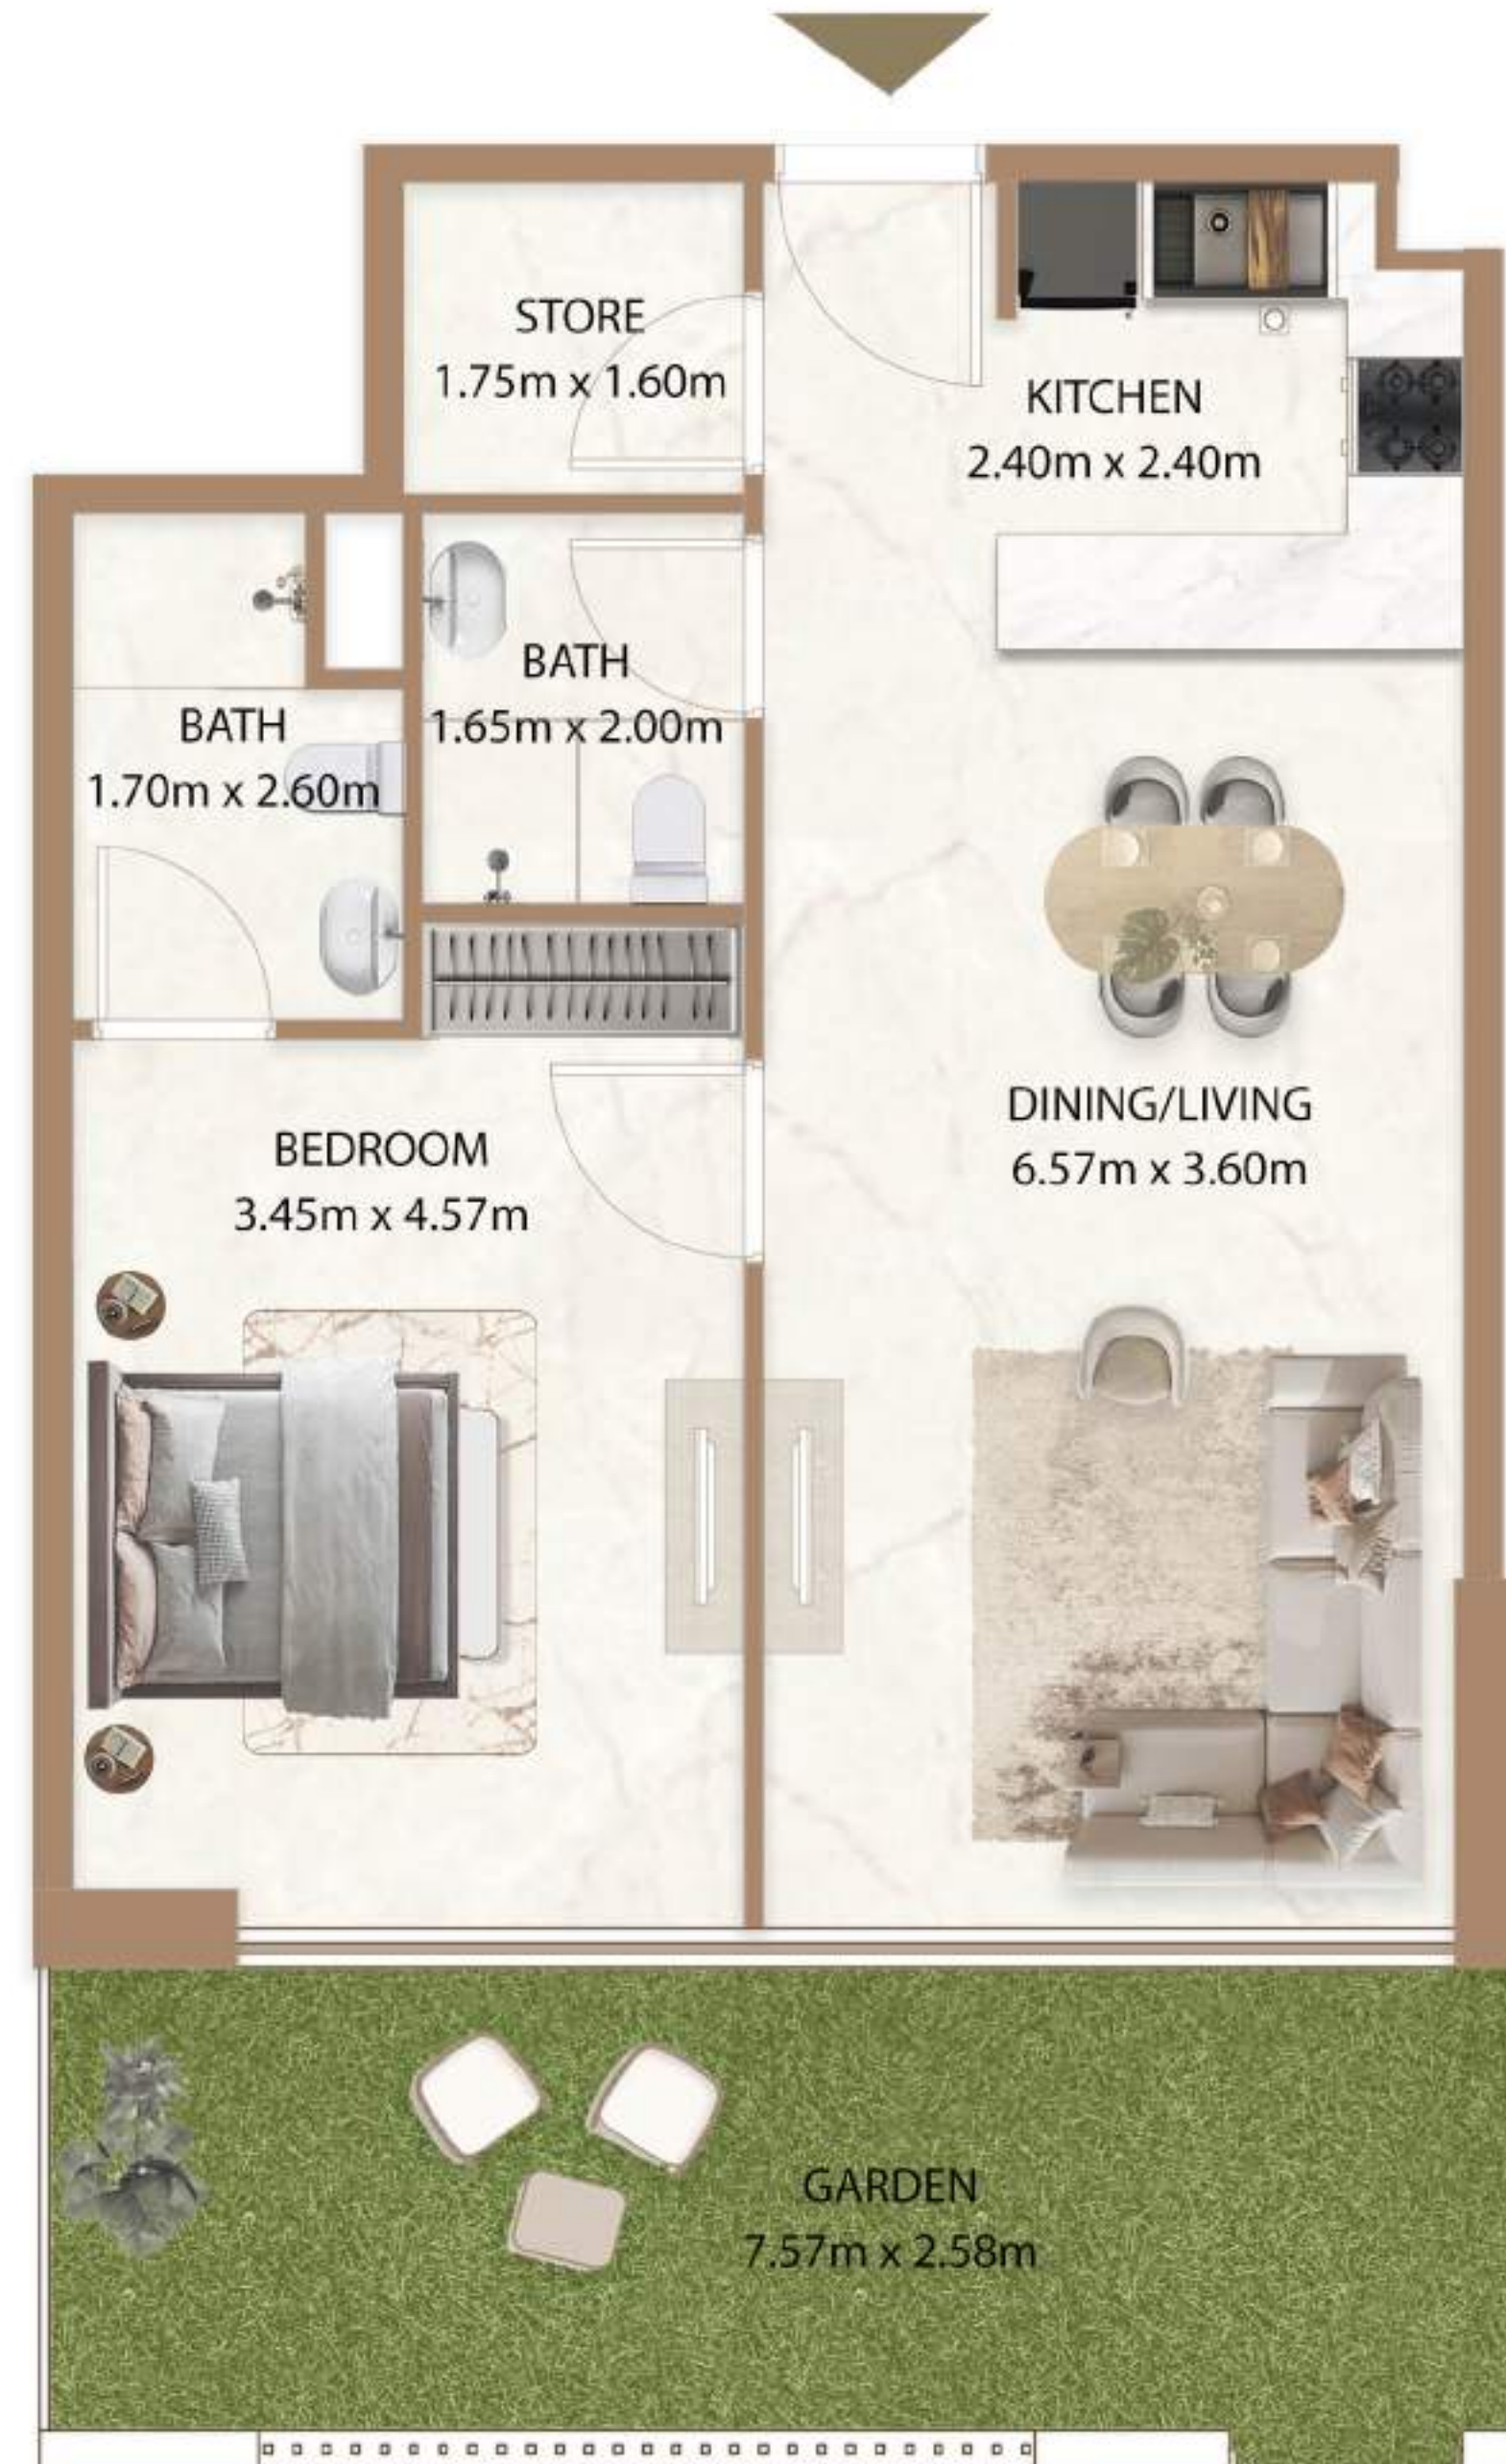 STORE
1.75m x 1.60m
KITCHEN
2.40m x 2.40m
BATH
1.65m x 2.00m
BATH
1.70m x 2.60m
DINING/LIVING
6.57m x 3.60m
BEDROOM
3.45m x 4.57m
GARDEN
7.57m x 2.58m